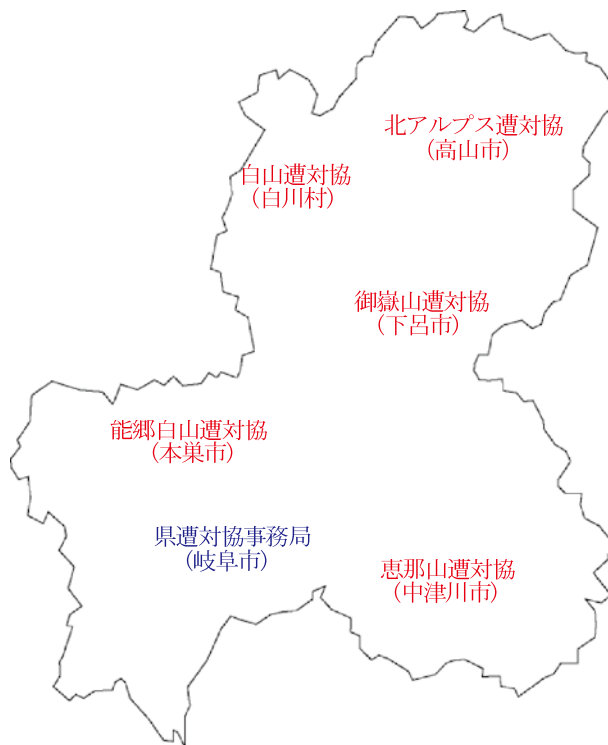 北アルプス遭対協
（高山市）
白山遭対協
（白川村）
御嶽山遭対協
（下呂市）
能郷白山遭対協
（本巣市）
県遭対協事務局
（岐阜市）
恵那山遭対協
（中津川市）